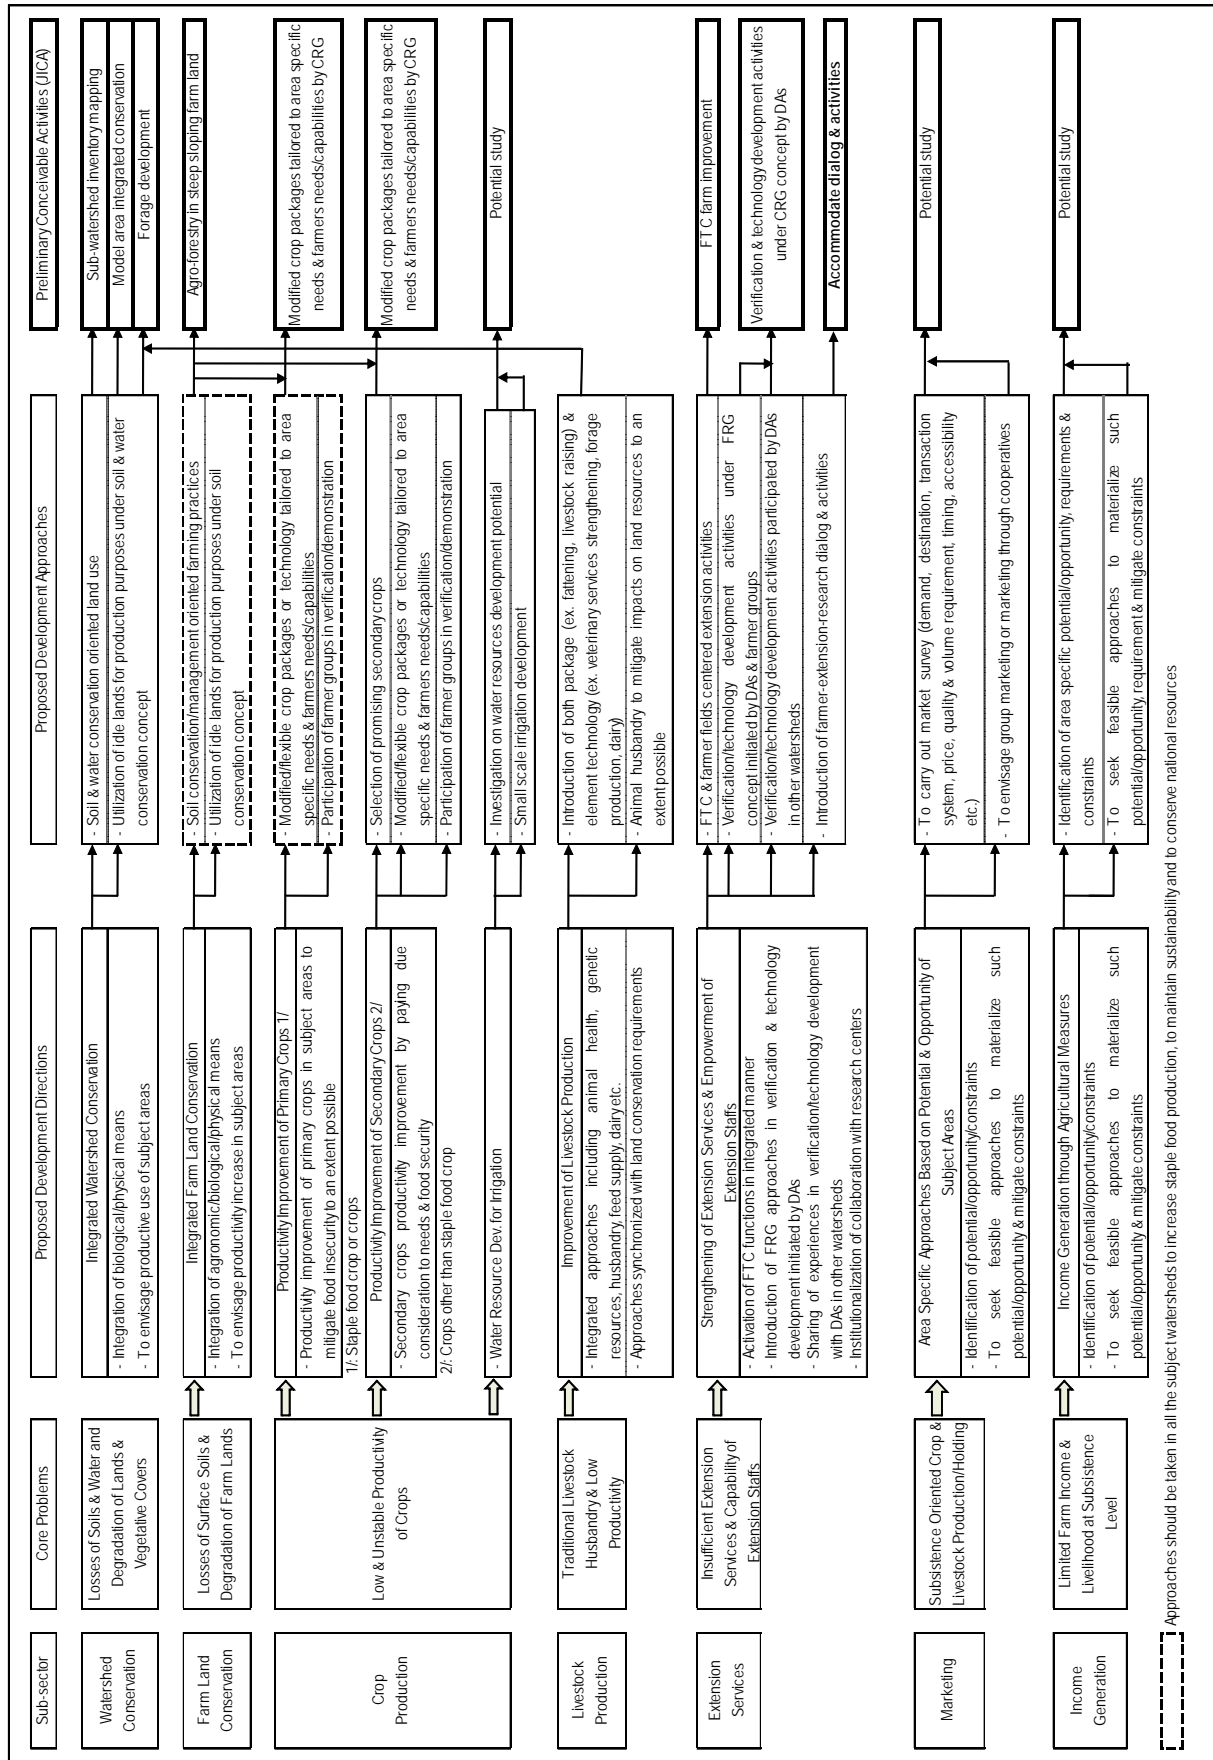 Sub-sector
Core Problems
Proposed Development Directions
Proposed Development Approaches
Preliminary Conceivable Activities (JICA)
Watershed
Conservation
Losses of Soils & Water and
Degradation of Lands &
Vegetative Covers
Integrated Watershed Conservation
- Integration of biological/physical means
- To envisage productive use of subject areas
- Soil & water conservation oriented land use
- Utilization of idle lands for production purposes under soil & water
conservation concept
Sub-watershed inventory mapping
Model area integrated conservation
Forage development
Farm Land
Conservation
Losses of Surface Soils &
Degradation of Farm Lands
Integrated Farm Land Conservation
- Integration of agronomic/biological/physical means
- To envisage productivity increase in subject areas
- Soil conservation/management oriented farming practices
- Utilization of idle lands for production purposes under soil
conservation concept
Agro-forestry in steep sloping farm land
Crop
Production
Low & Unstable Productivity
of Crops
Productivity Improvement of Primary Crops 1/
- Productivity improvement of primary crops in subject areas to
mitigate food insecurity to an extent possible
1/: Staple food crop or crops
- Modified/flexible crop packages or technology tailored to area
specific needs & farmers needs/capabilities
- Participation of farmer groups in verification/demonstration
Modified crop packages tailored to area specific
needs & farmers needs/capabilities by CRG
Productivity Improvement of Secondary Crops 2/
- Secondary crops productivity improvement by paying due
consideration to needs & food security
2/: Crops other than staple food crop
- Selection of promising secondary crops
- Modified/flexible crop packages or technology tailored to area
specific needs & farmers needs/capabilities
- Participation of farmer groups in verification/demonstration
Modified crop packages tailored to area specific
needs & farmers needs/capabilities by CRG
- Water Resource Dev. for Irrigation
- Investigation on water resources development potential
- Small scale irrigation development
Potential study
Livestock
Production
Traditional Livestock
Husbandry & Low
Productivity
Improvement of Livestock Production
- Integrated approaches including animal health, genetic
resources, husbandry, feed supply, dairy etc.
- Approaches synchronized with land conservation requirements
- Introduction of both package (ex. fattening, livestock raising) &
element technology (ex. veterinary services strengthening, forage
production, dairy)
- Animal husbandry to mitigate impacts on land resources to an
extent possible
Extension
Services
Insufficient Extension
Services & Capability of
Extension Staffs
Strengthening of Extension Services & Empowerment of
Extension Staffs
- Activation of FTC functions in integrated manner
- Introduction of FRG approaches in verification & technology
development initiated by DAs
- Sharing of experiences in verification/technology development
with DAs in other watersheds
- Institutionalization of collaboration with research centers
- FTC & farmer fields centered extension activities
- Verification/technology development activities under FRG
concept initiated by DAs & farmer groups
- Verification/technology development activities participated by DAs
in other watersheds
- Introduction of farmer-extension-research dialog & activities
FTC farm improvement
Verification & technology development activities
under CRG concept by DAs
Accommodate dialog & activities
Marketing
Subsistence Oriented Crop &
Livestock Production/Holding
Area Specific Approaches Based on Potential & Opportunity of
Subject Areas
- Identification of potential/opportunity/constraints
- To seek feasible approaches to materialize such
potential/opportunity & mitigate constraints
- To carry out market survey (demand, destination, transaction
system, price, quality & volume requirement, timing, accessibility
etc.)
- To envisage group marketing or marketing through cooperatives
Potential study
Income
Generation
Limited Farm Income &
Livelihood at Subsistence
Level
Income Generation through Agricultural Measures
- Identification of potential/opportunity/constraints
- To seek feasible approaches to materialize such
potential/opportunity & mitigate constraints
- Identification of area specific potential/opportunity, requirements &
constraints
- To seek feasible approaches to materialize such
potential/opportunity, requirement & mitigate constraints
Potential study
Approaches should be taken in all the subject watersheds to increase staple food production, to maintain sustainability and to conserve national resources